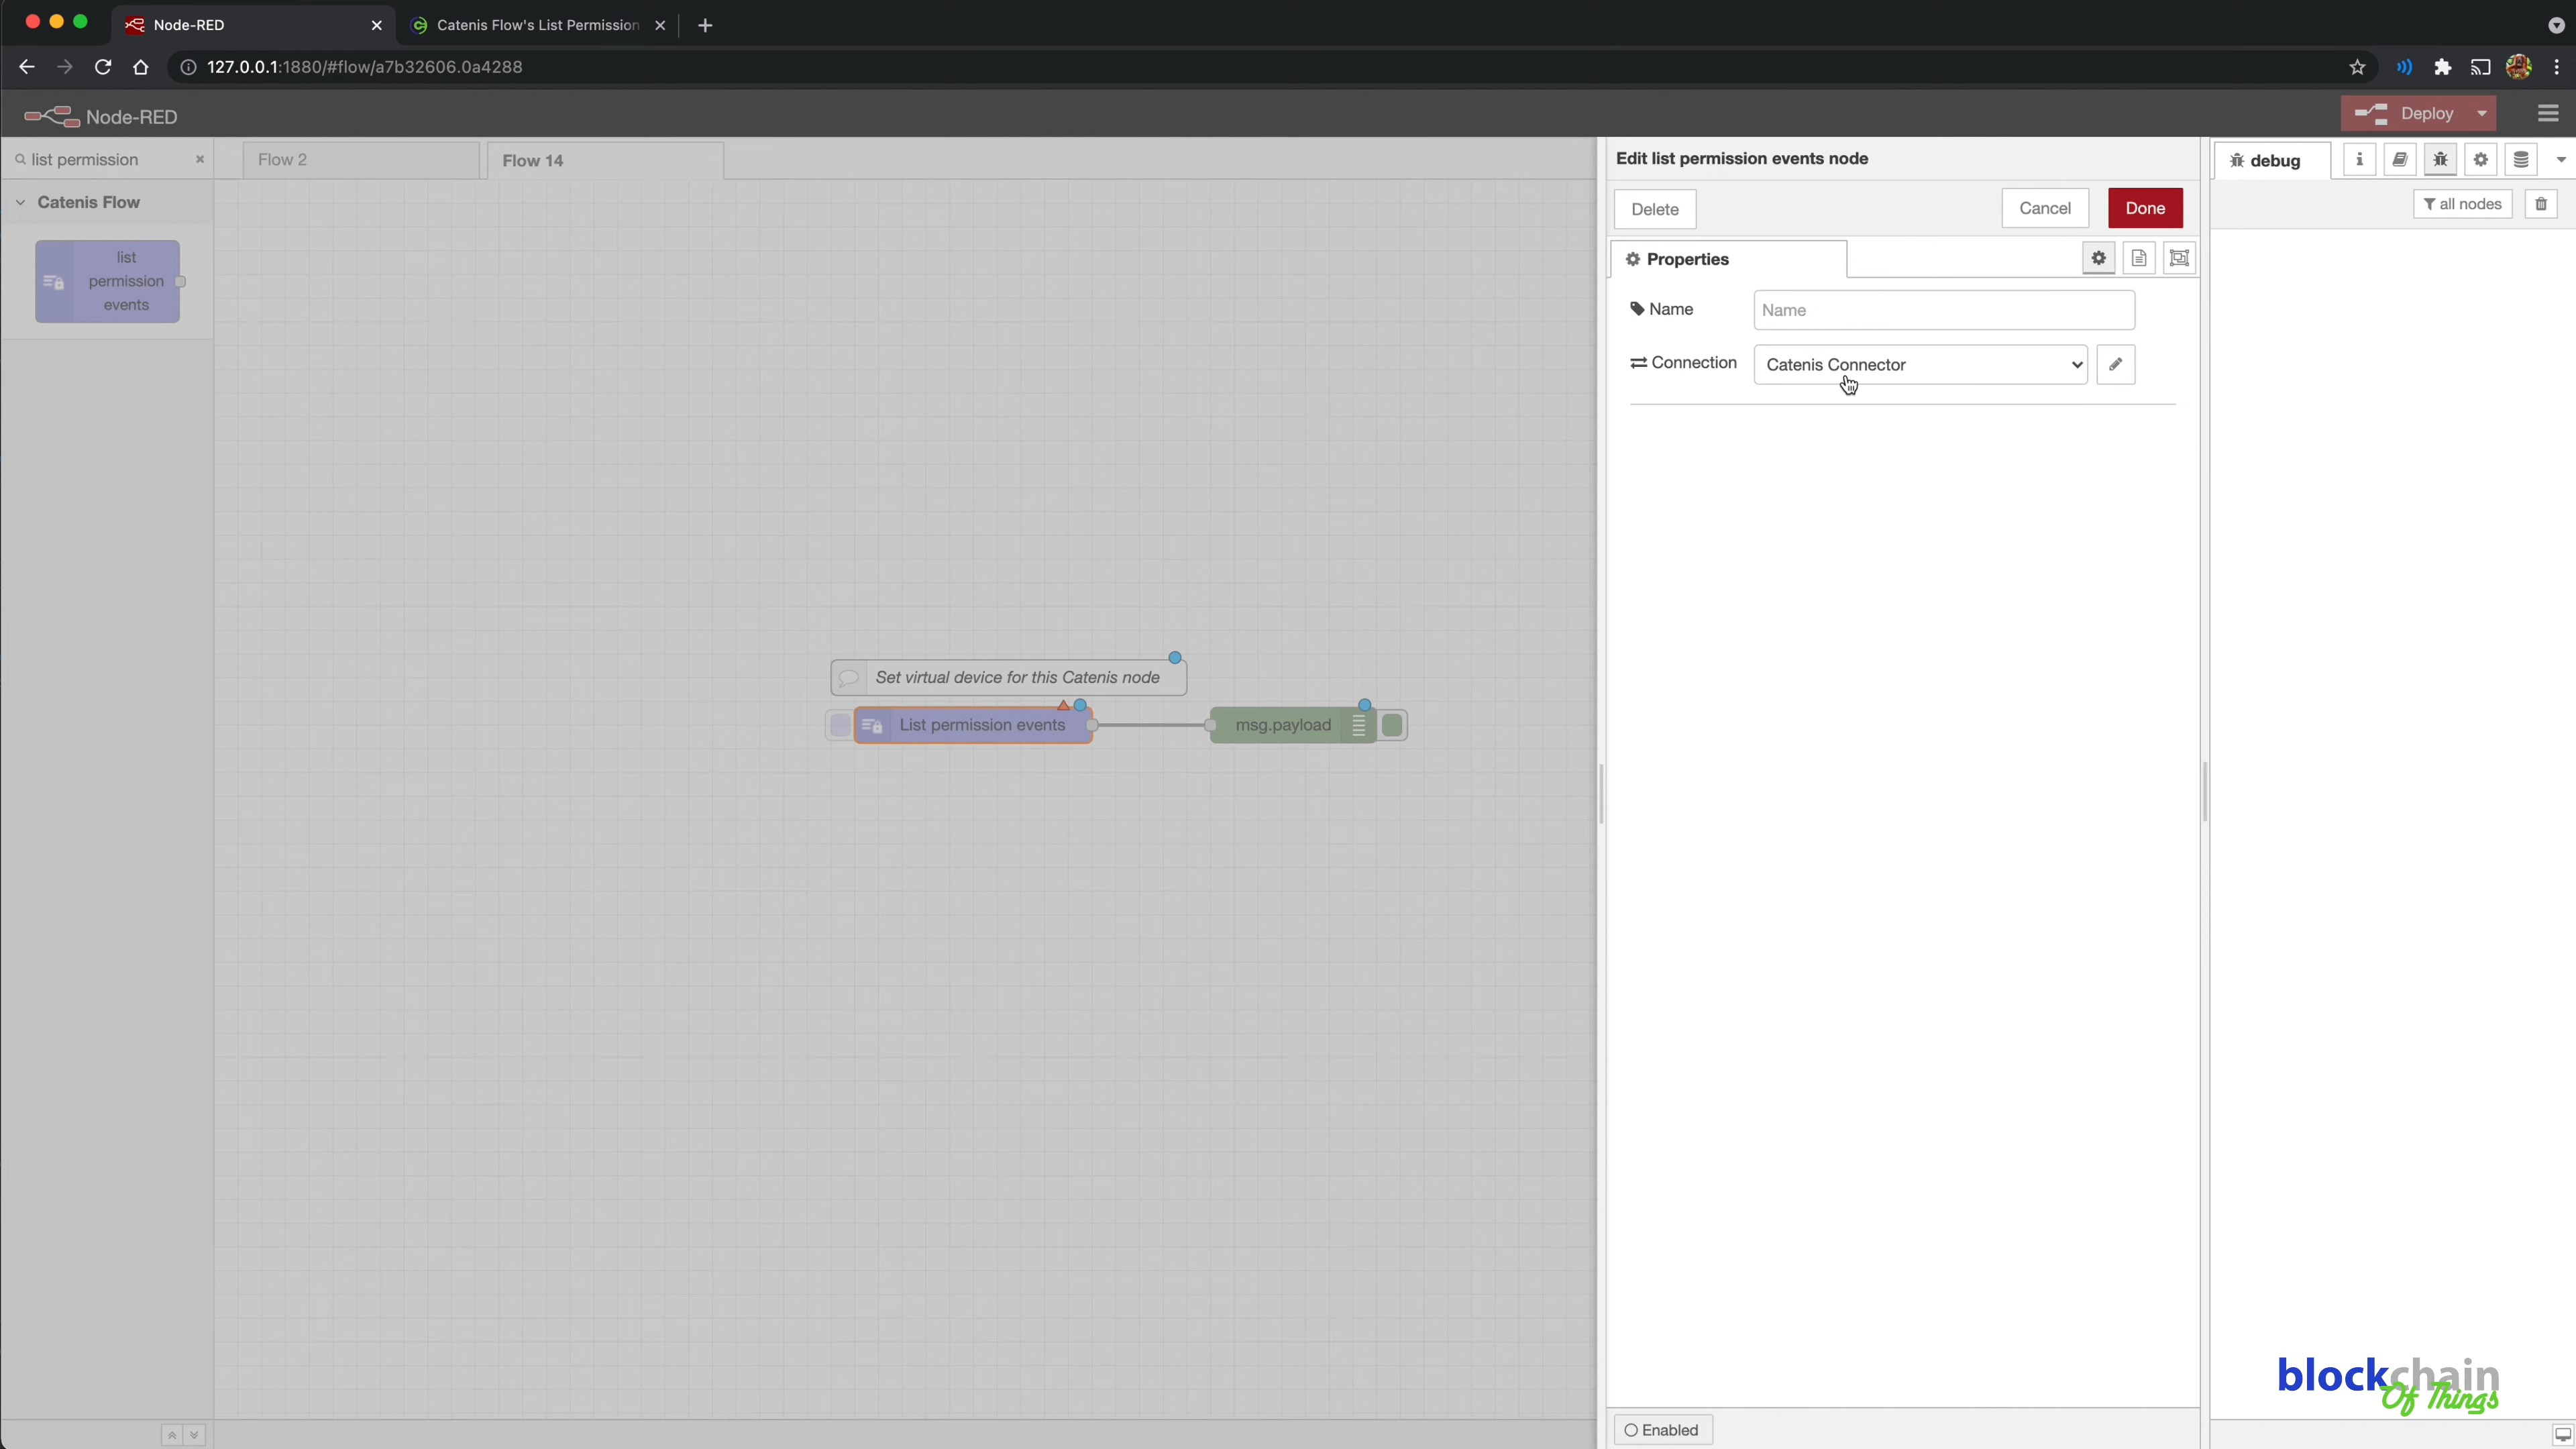 Node-RED
Catenis Flow's List Permission
127.0.0.1:1880/#flow/a7b32606.0a4288
Node-RED
Deploy
list permission
Flow 2
Flow 14
Edit list permission events node
debug
Catenis Flow
Delete
Cancel
Done
all nodes
list
permission
events
Properties
Name
Name
Connection
Catenis Connector
Set virtual device for this Catenis node
List permission events
msg.payload
blockchain
Of Things
Enabled